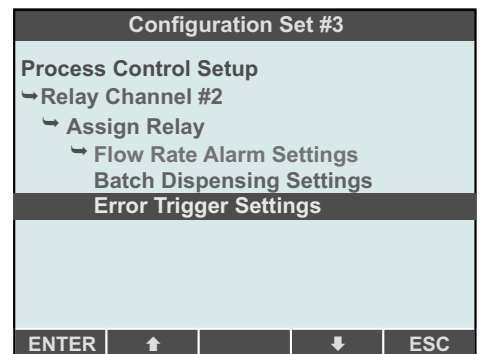 Configuration Set #3
Process Control Setup
➥Relay Channel #2
➥ Assign Relay
➥ Flow Rate Alarm Settings
Batch Dispensing Settings
Error Trigger Settings
ENTER ⬆ ⬇ ESC